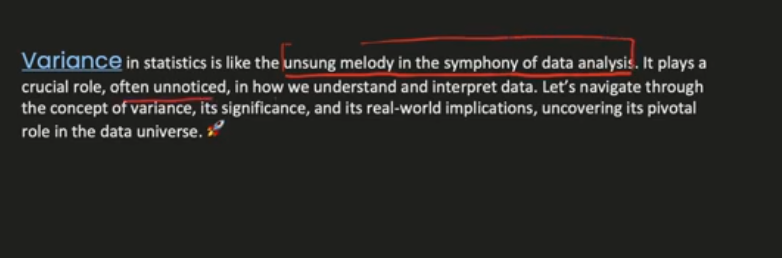 Variance in statistics is like the unsung melody in the symphony of data analysis. It plays a
crucial role, often unnoticed, in how we understand and interpret data. Let's navigate through
the concept of variance, its significance, and its real-world implications, uncovering its pivotal
role in the data universe. 🚀